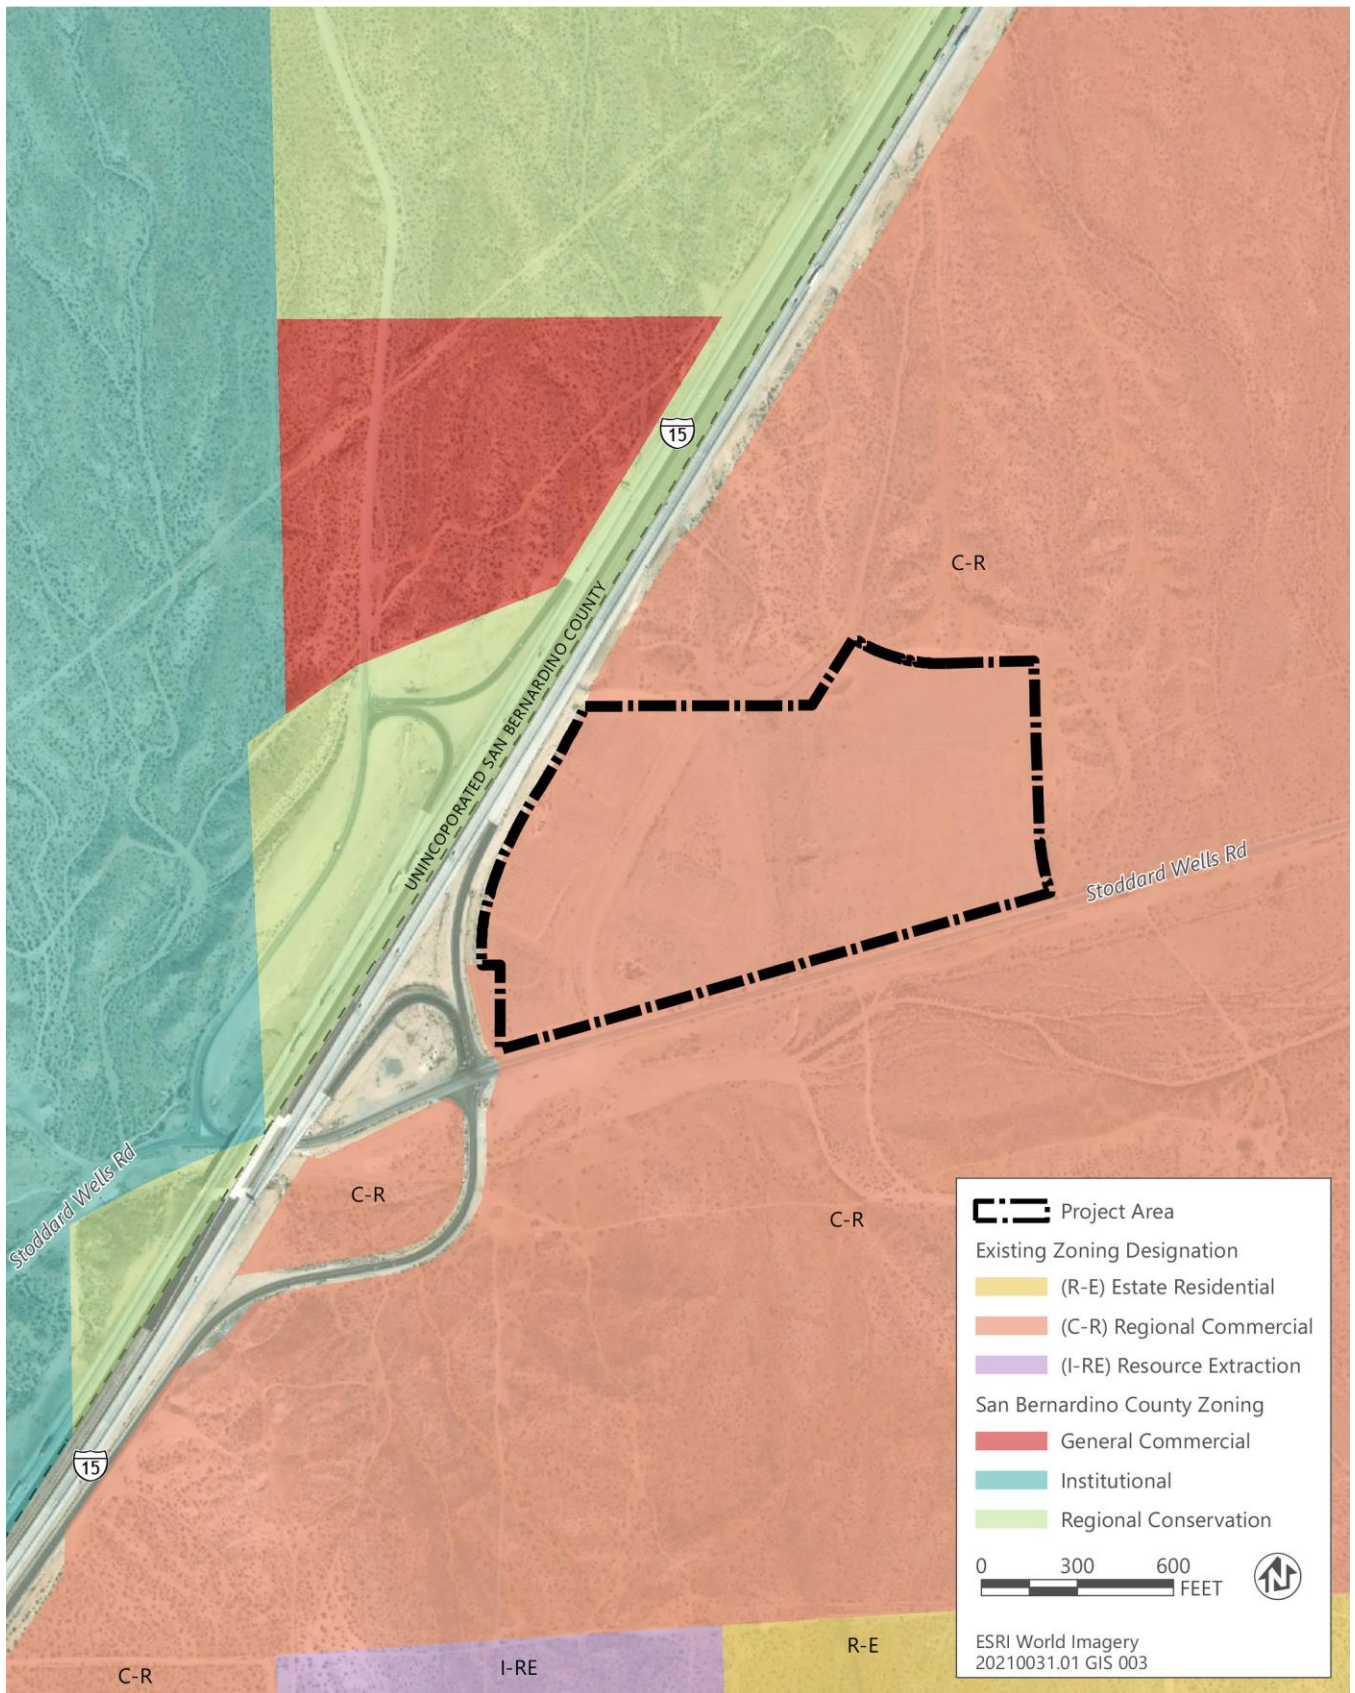 15
C-R
UNINCOPORATED SAN BERNARDINO COUNTY
Stoddard Wells Rd
Stoddard Wells Rd
C-R
C-R
15
Project Area
Existing Zoning Designation
(R-E) Estate Residential
(C-R) Regional Commercial
(I-RE) Resource Extraction
San Bernardino County Zoning
General Commercial
Institutional
Regional Conservation
0 300 600
FEET
N
ESRI World Imagery
20210031.01 GIS 003
C-R
I-RE
R-E